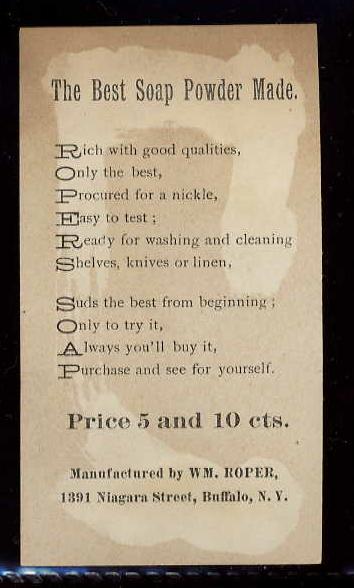 The Best Soap Powder Made.
Rich with good qualities,
Only the best,
Procured for a nickle,
Easy to test;
Ready for washing and cleaning
Shelves, knives or linen,
Suds the best from beginning;
Only to try it,
Always you'll buy it,
Purchase and see for yourself.
Price 5 and 10 cts.
Manufactured by WM. ROPER,
1391 Niagara Street, Buffalo, N. Y.